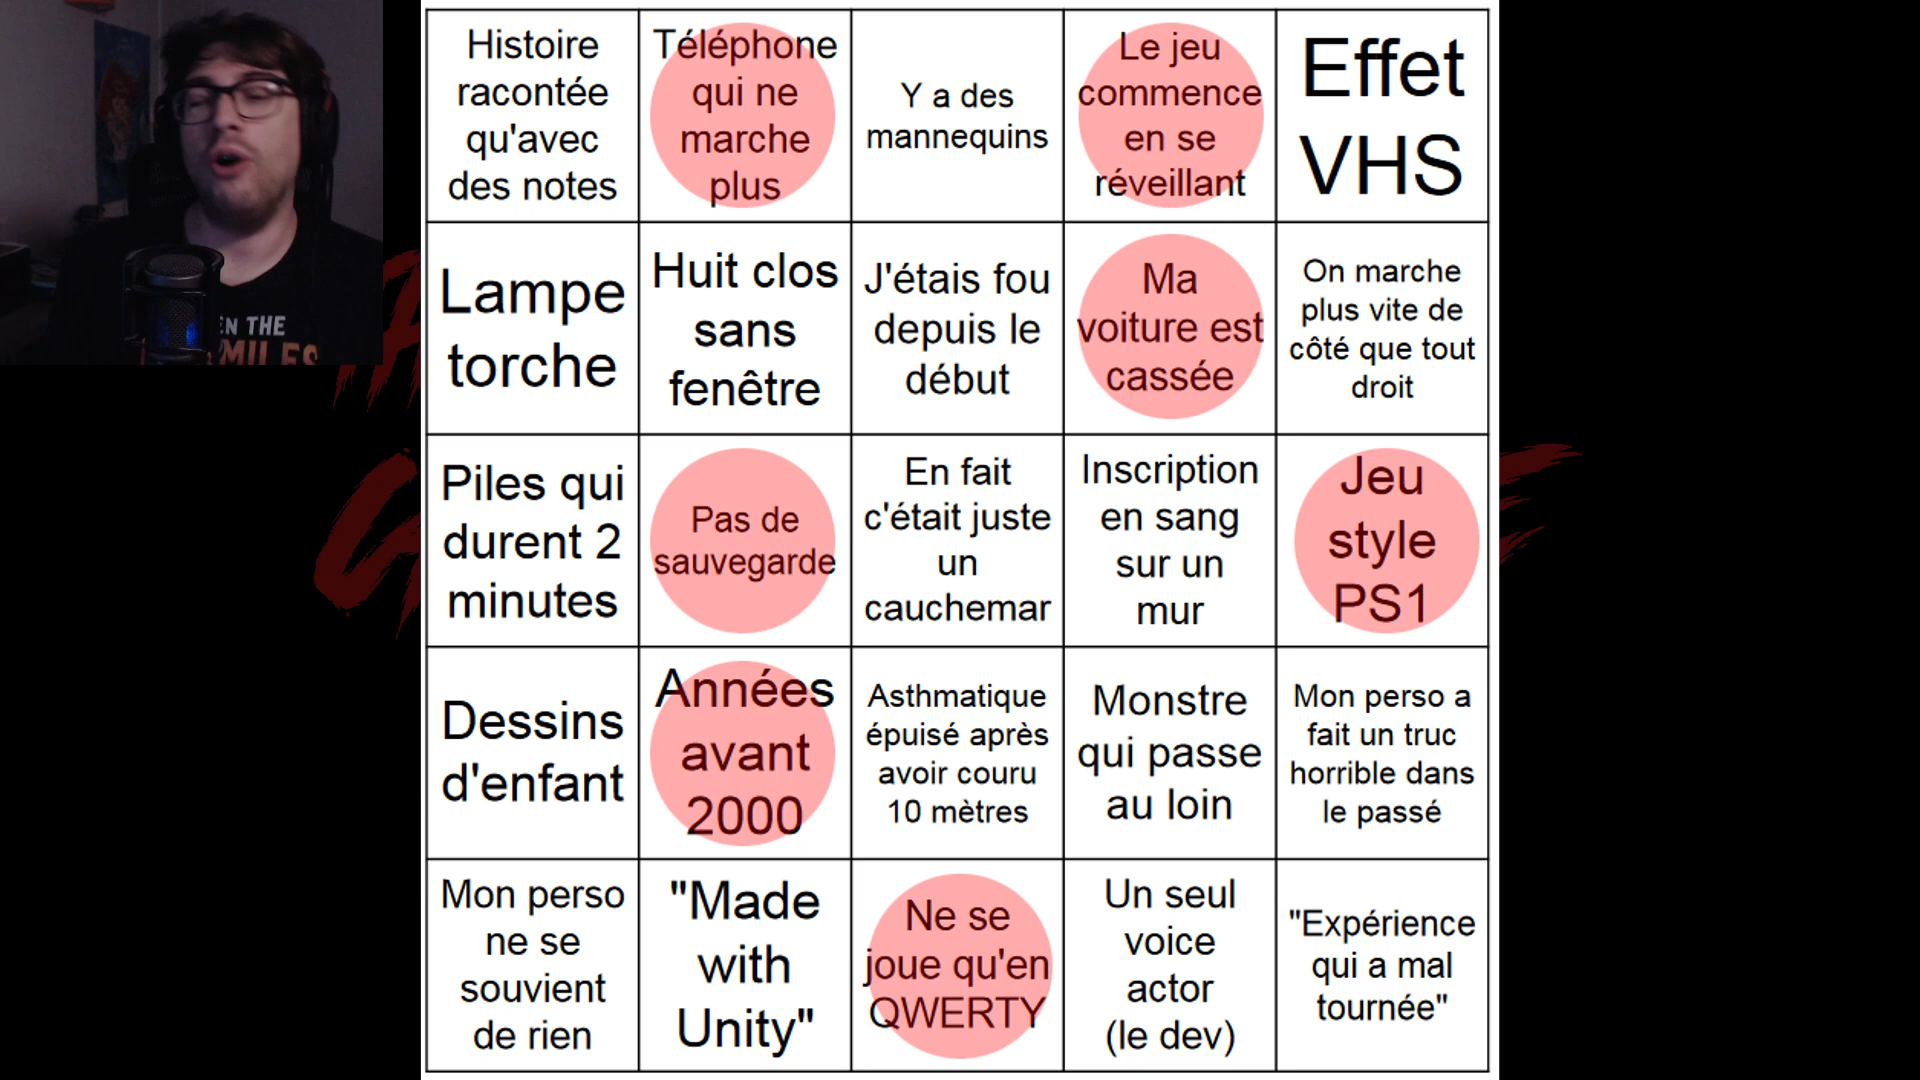 Histoire
racontée
qu'avec
des notes
Téléphone
qui ne
marche
plus
Y a des
mannequins
Le jeu
commence
en se
réveillant
Effet
VHS
Lampe
torche
Huit clos
sans
fenêtre
J'étais fou
depuis le
début
Ma
voiture est
cassée
On marche
plus vite de
côté que tout
droit
Piles qui
durent 2
minutes
Pas de
sauvegarde
En fait
c'était juste
un
cauchemar
Inscription
en sang
sur un
mur
Jeu
style
PS1
Dessins
d'enfant
Années
avant
2000
Asthmatique
épuisé après
avoir couru
10 mètres
Monstre
qui passe
au loin
Mon perso a
fait un truc
horrible dans
le passé
Mon perso
ne se
souvient
de rien
"Made
with
Unity"
Ne se
joue qu'en
QWERTY
Un seul
voice
actor
(le dev)
"Expérience
qui a mal
tournée"
EN THE
MILES